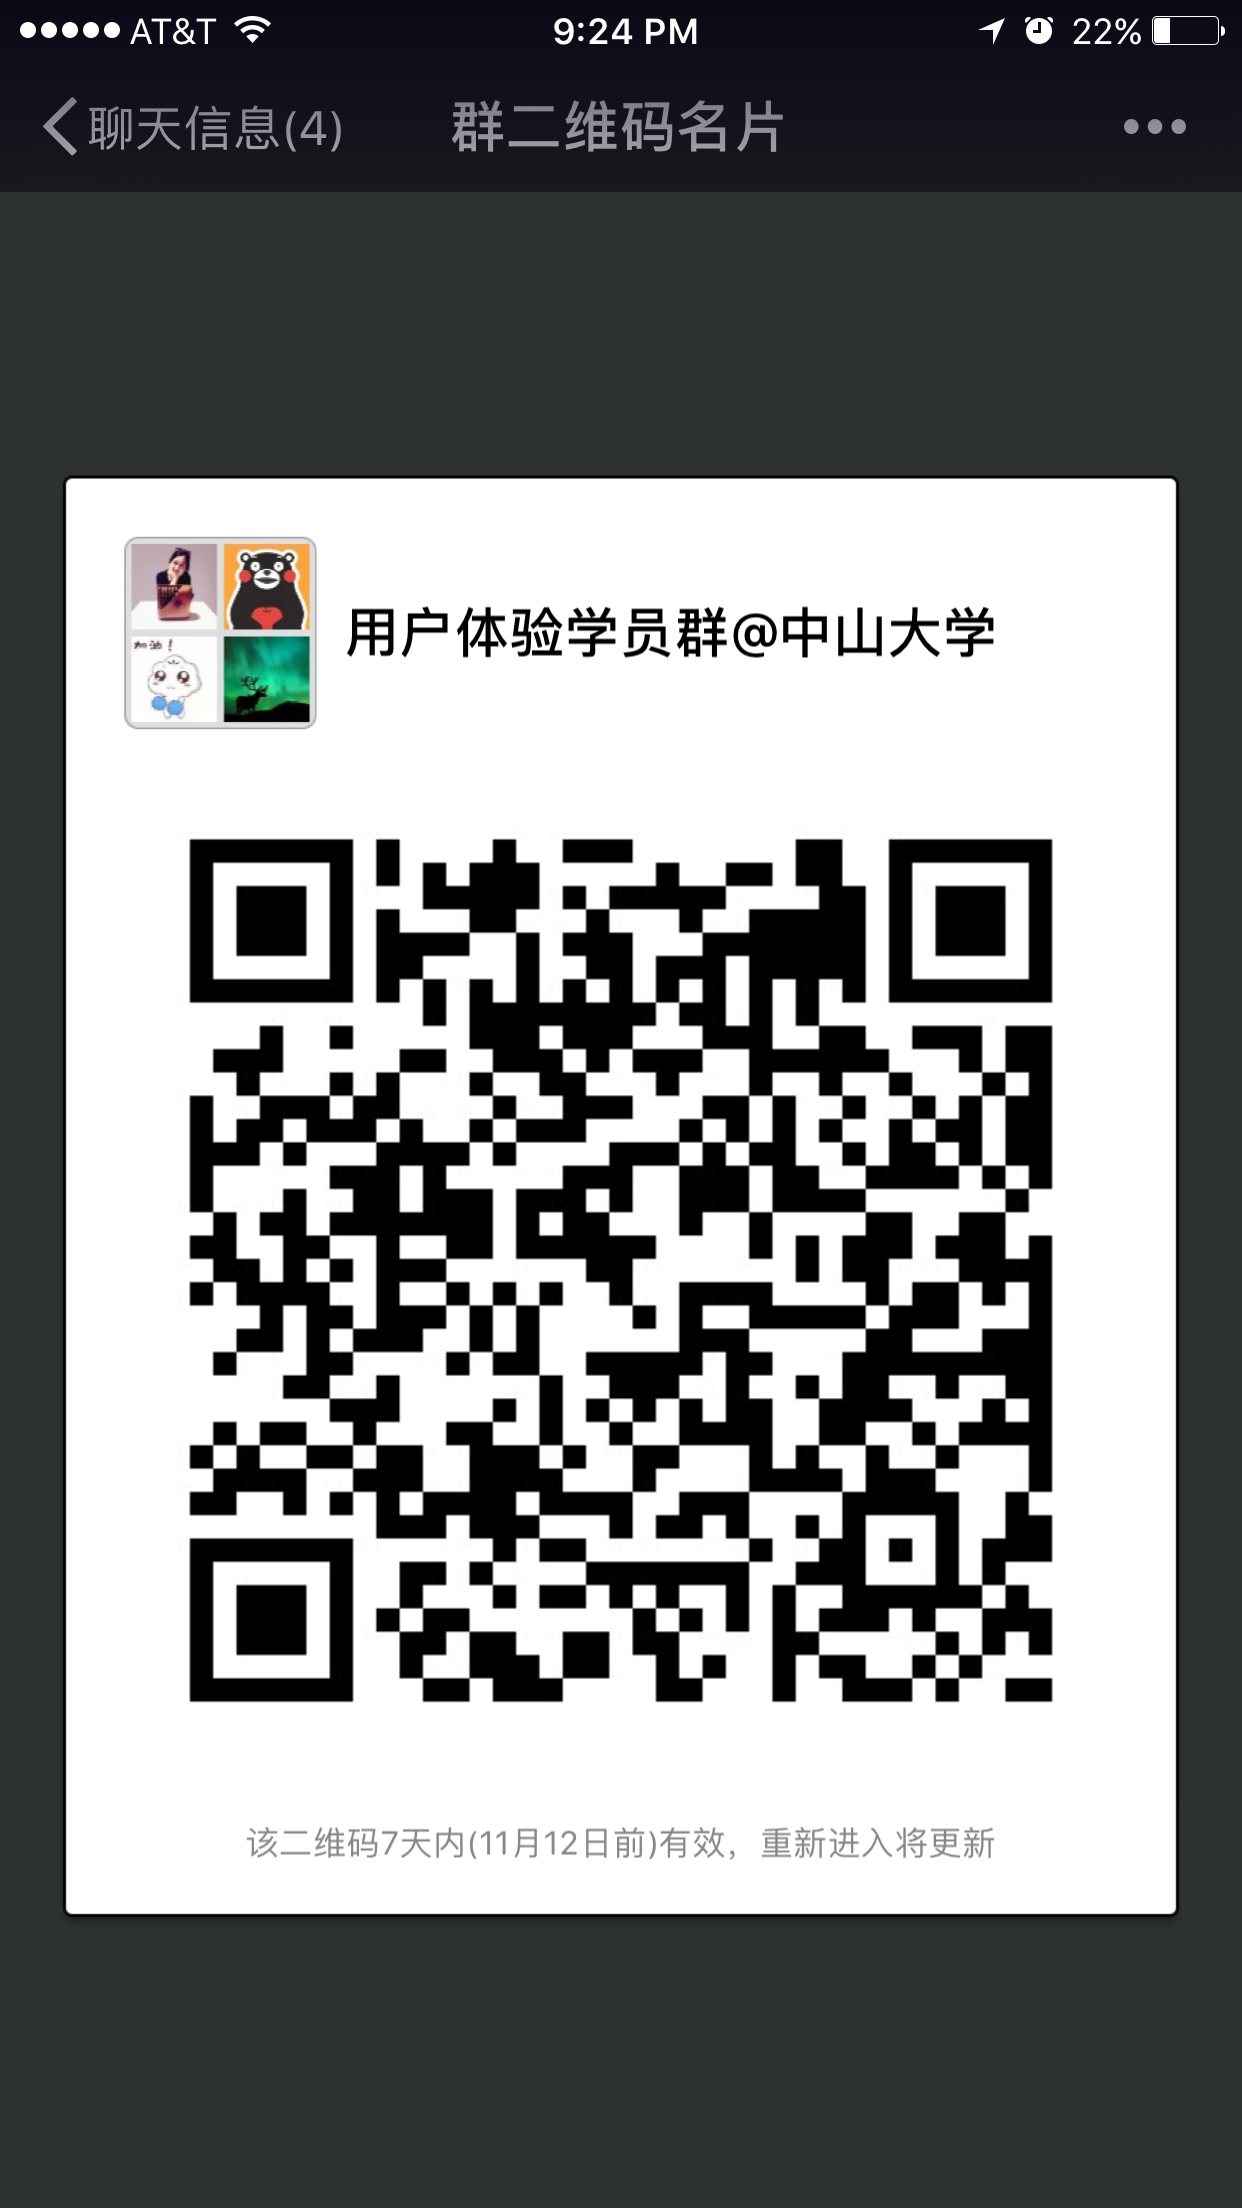 AT&T 9:24 PM 22%
聊天信息(4) 群二维码名片
加油！
用户体验学员群@中山大学
该二维码7天内(11月12日前)有效，重新进入将更新